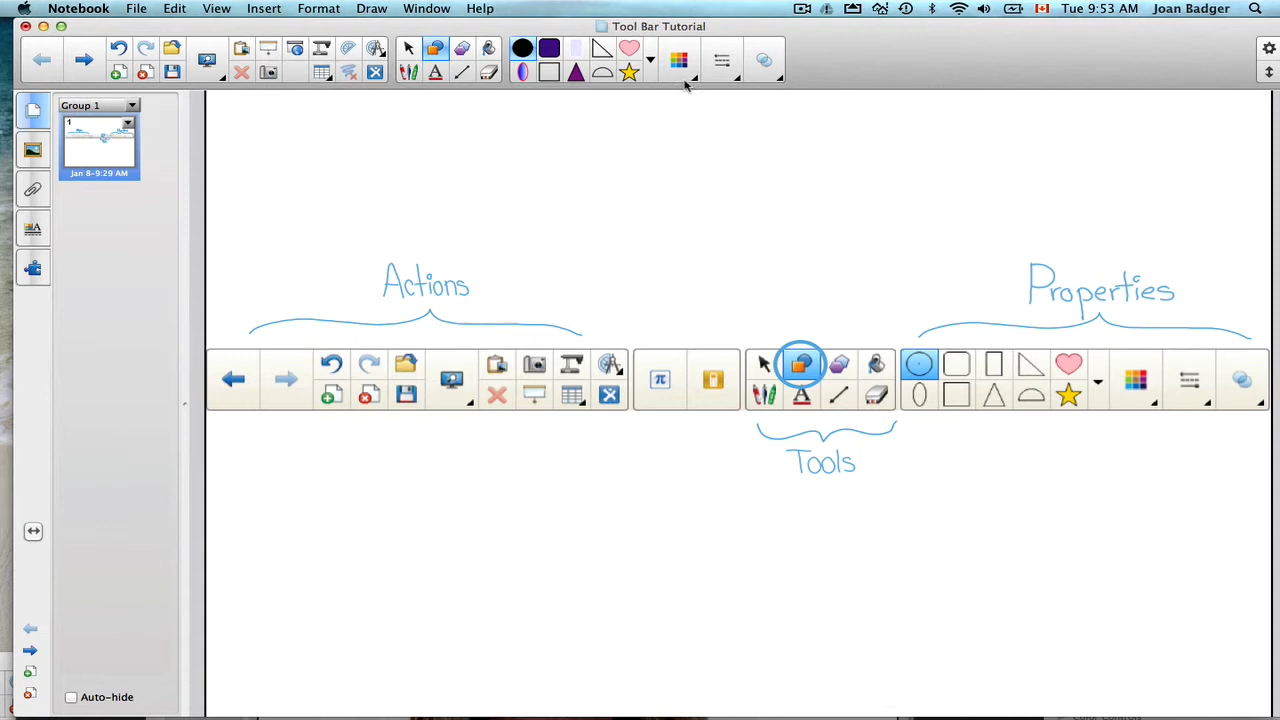 Notebook File Edit View Insert Format Draw Window Help Tue 9:53 AM Joan Badger
Tool Bar Tutorial
Group 1
1
Jan 8-9:29 AM
Actions
Properties
π
A
Tools
Auto-hide